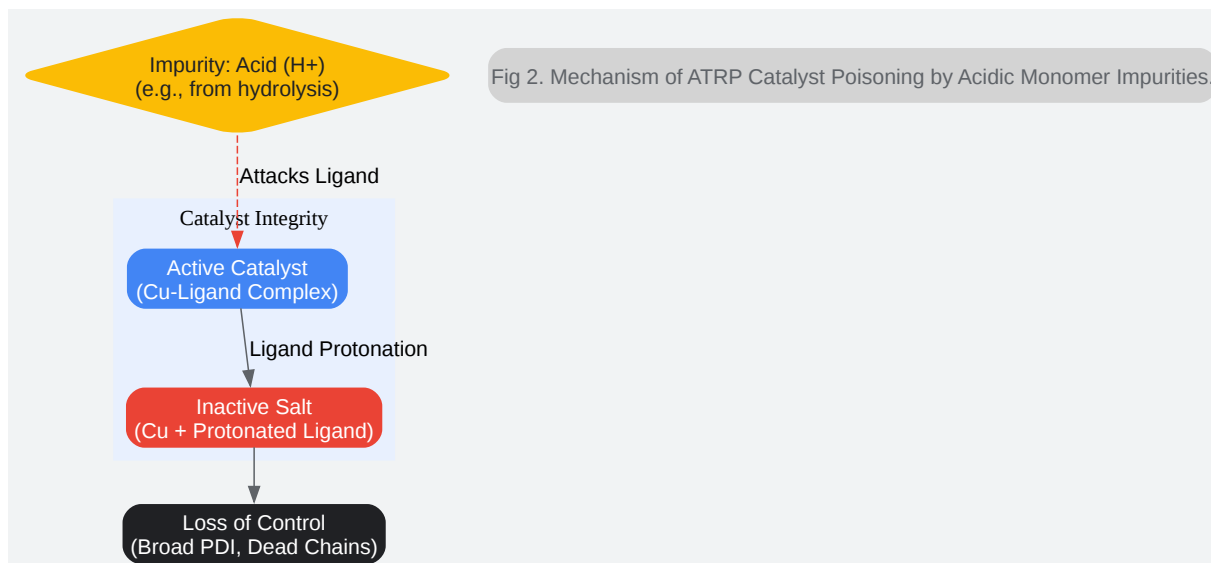 Impurity: Acid (H+)
(e.g., from hydrolysis)
Fig 2. Mechanism of ATRP Catalyst Poisoning by Acidic Monomer Impurities.
Attacks Ligand
Catalyst Integrity
Active Catalyst
(Cu-Ligand Complex)
Ligand Protonation
Inactive Salt
(Cu + Protonated Ligand)
Loss of Control
(Broad PDI, Dead Chains)